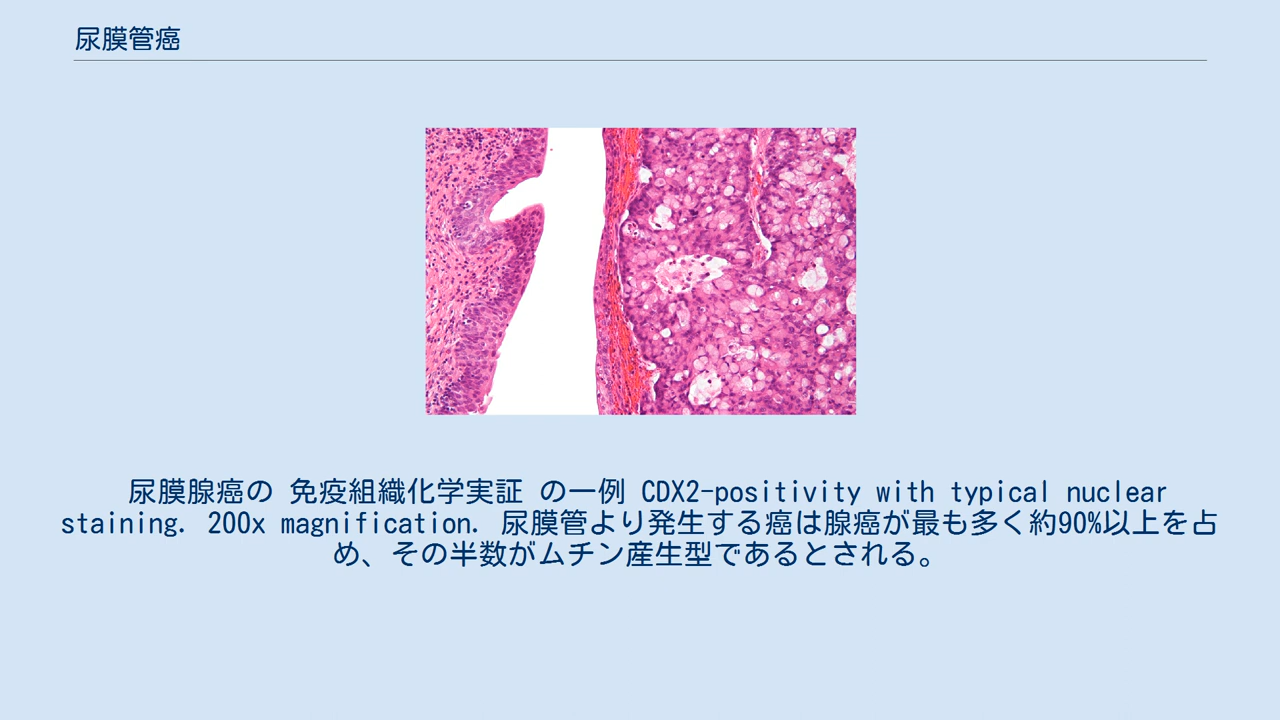 尿膜管癌
尿膜腺癌の 免疫組織化学実証 の一例 CDX2-positivity with typical nuclear
staining. 200x magnification. 尿膜管より発生する癌は腺癌が最も多く約90%以上を占
め、その半数がムチン産生型であるとされる。